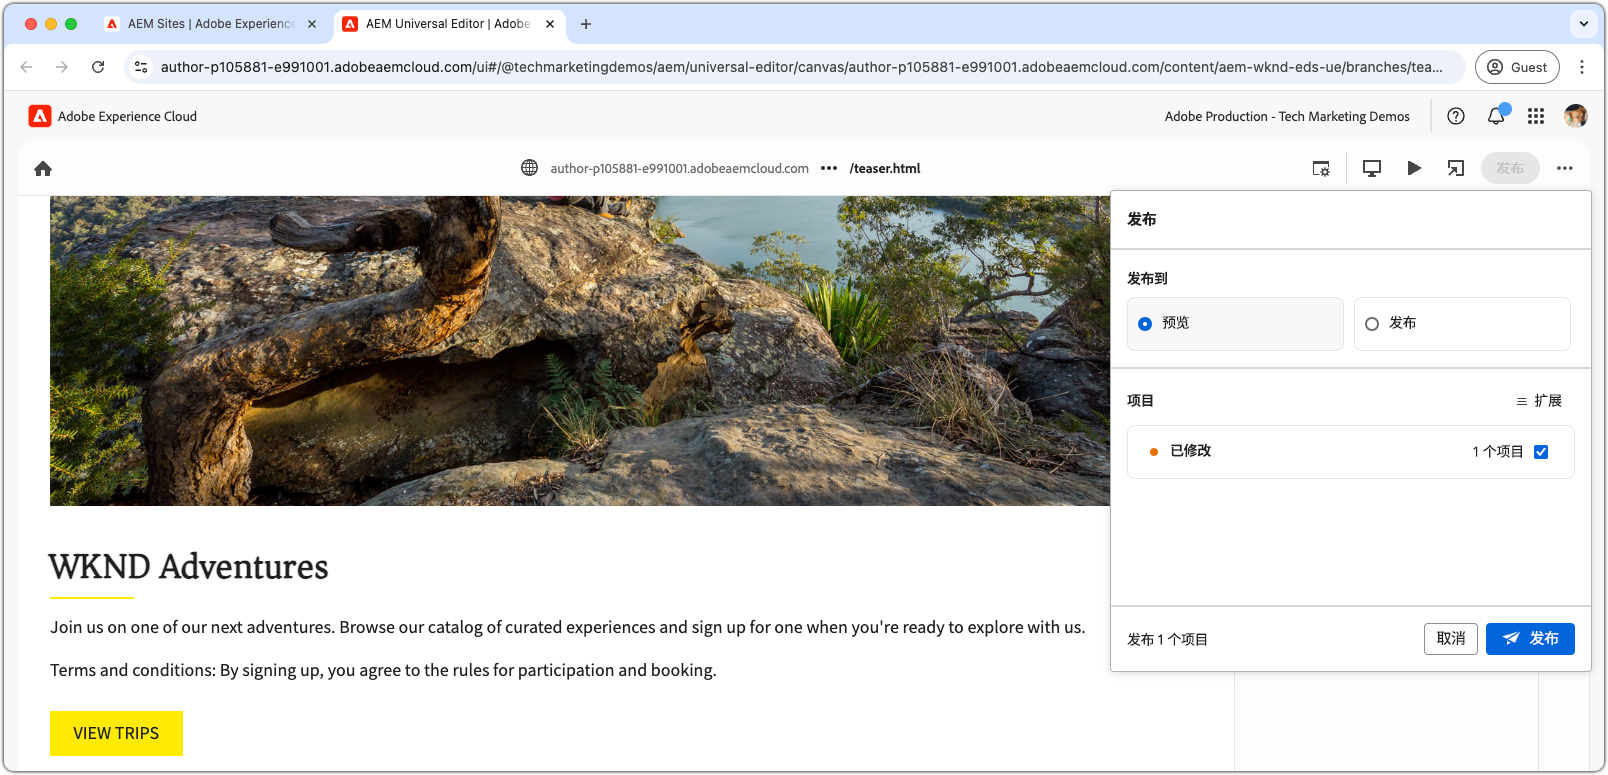 AEM Sites | Adobe Experience
AEM Universal Editor | Adobe
author-p105881-e991001.adobeaemcloud.com/ui#/@techmarketingdemos/aem/universal-editor/canvas/author-p105881-e991001.adobeaemcloud.com/content/aem-wknd-eds-ue/branches/tea...
Guest
Adobe Experience Cloud
Adobe Production - Tech Marketing Demos
author-p105881-e991001.adobeaemcloud.com ••• /teaser.html
发布
发布
发布到
预览
发布
项目
扩展
已修改
1 个项目
发布 1 个项目
取消
发布
WKND Adventures
Join us on one of our next adventures. Browse our catalog of curated experiences and sign up for one when you're ready to explore with us.
Terms and conditions: By signing up, you agree to the rules for participation and booking.
VIEW TRIPS